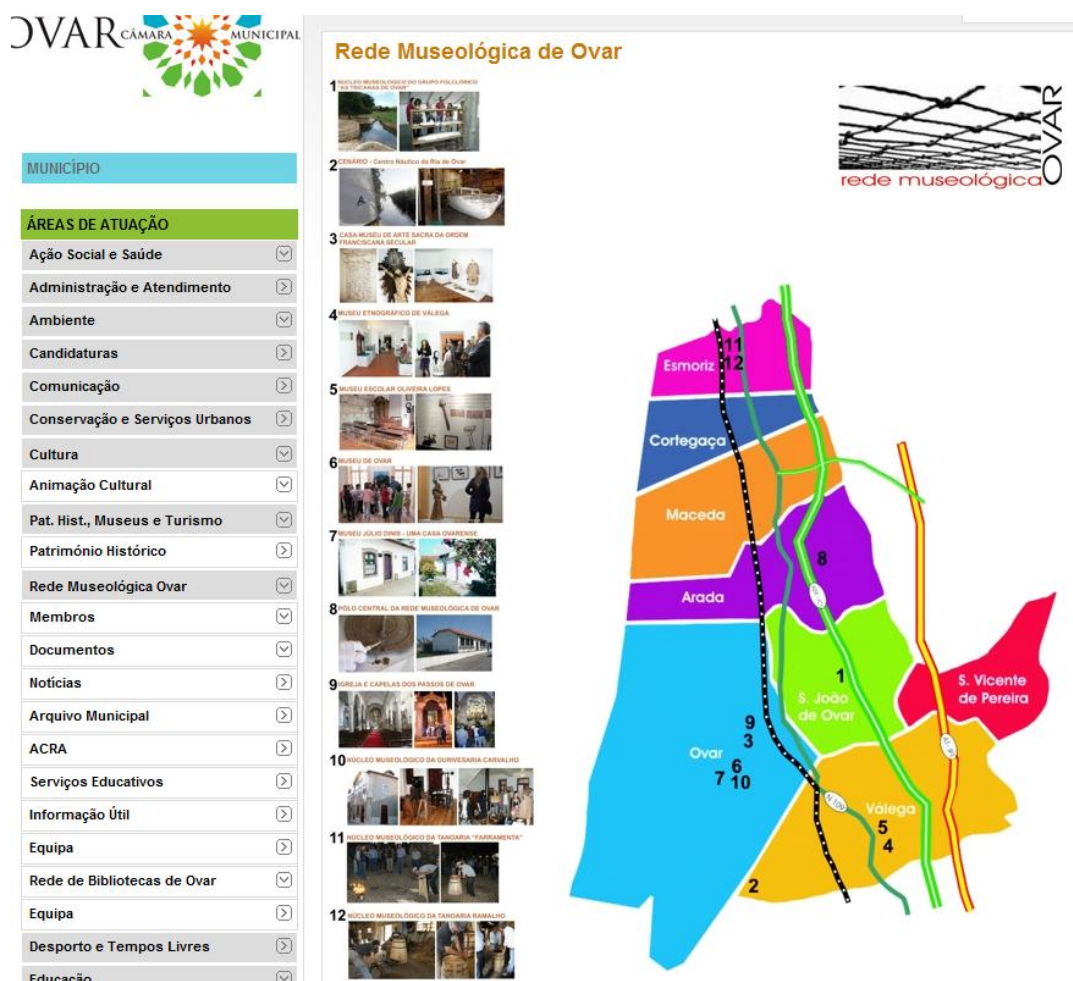 OVAR CÂMARA MUNICIPAL
MUNICÍPIO
ÁREAS DE ATUAÇÃO
Ação Social e Saúde
Administração e Atendimento
Ambiente
Candidaturas
Comunicação
Conservação e Serviços Urbanos
Cultura
Animação Cultural
Pat. Hist., Museus e Turismo
Património Histórico
Rede Museológica Ovar
Membros
Documentos
Notícias
Arquivo Municipal
ACRA
Serviços Educativos
Informação Útil
Equipa
Rede de Bibliotecas de Ovar
Equipa
Desporto e Tempos Livres
Educação
Rede Museológica de Ovar
1 NÚCLEO MUSEOLÓGICO DO GRUPO FOLCLÓRICO
"AS TRICANAS DE OVAR"
2 CENÁRIO - Centro Náutico da Ria de Ovar
3 CASA-MUSEU DE ARTE SACRA DA ORDEM
FRANCISCANA SECULAR
4 MUSEU ETNOGRÁFICO DE VÁLEGA
5 MUSEU ESCOLAR OLIVEIRA LOPES
6 MUSEU DE OVAR
7 MUSEU JÚLIO DINIS - UMA CASA OVARENSE
8 PÓLO CENTRAL DA REDE MUSEOLÓGICA DE OVAR
9 IGREJA E CAPELAS DOS PASSOS DE OVAR
10 NÚCLEO MUSEOLÓGICO DA OURIVESARIA CARVALHO
11 NÚCLEO MUSEOLÓGICO DA TANOARIA "FARRAMENTA"
12 NÚCLEO MUSEOLÓGICO DA TANOARIA RAMALHO
rede museológica
OVAR
Esmoriz
11
12
Cortegaça
Maceda
8
Arada
1
S. João
de Ovar
S. Vicente
de Pereira
9
3
Ovar
6
7 10
N 109
Válega
5
4
2